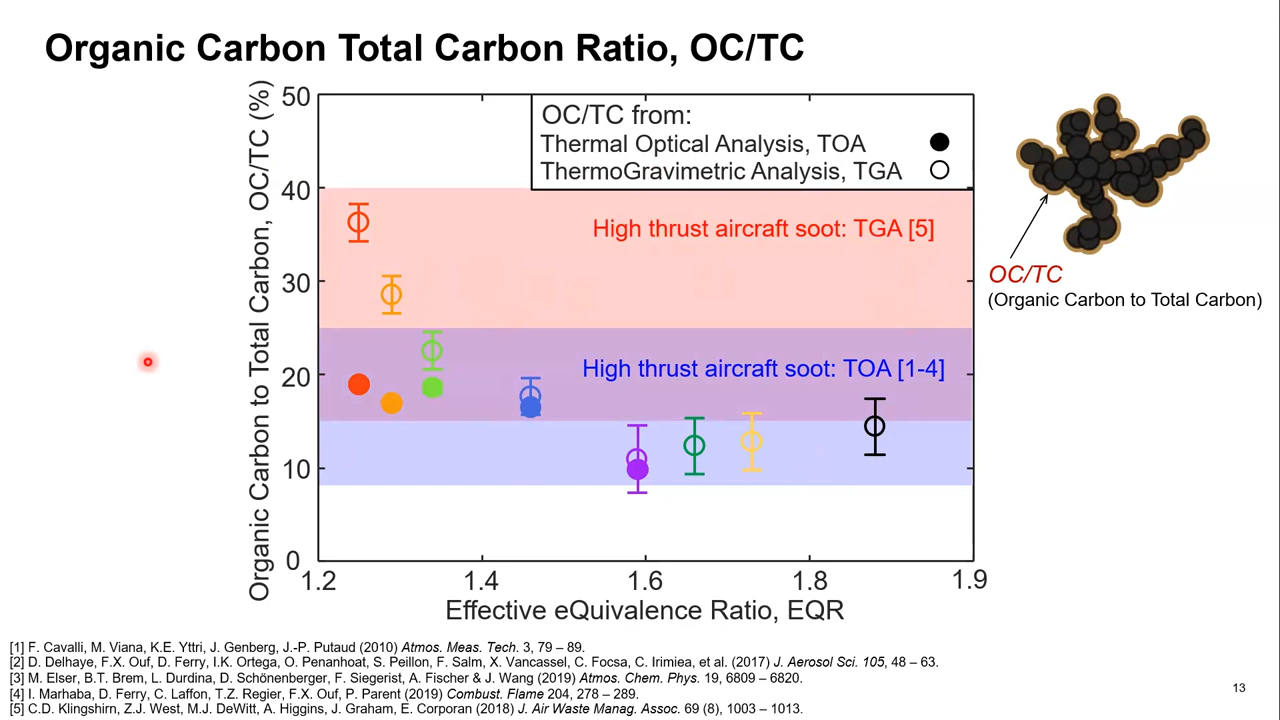 Organic Carbon Total Carbon Ratio, OC/TC
Organic Carbon to Total Carbon, OC/TC (%)
50
40
30
20
10
0
OC/TC from:
Thermal Optical Analysis, TOA
ThermoGravimetric Analysis, TGA
High thrust aircraft soot: TGA [5]
High thrust aircraft soot: TOA [1-4]
1.2
1.4
1.6
1.8
1.9
Effective eQuivalence Ratio, EQR
OC/TC
(Organic Carbon to Total Carbon)
[1] F. Cavalli, M. Viana, K.E. Yttri, J. Genberg, J.-P. Putaud (2010) Atmos. Meas. Tech. 3, 79 – 89.
[2] D. Delhaye, F.X. Ouf, D. Ferry, I.K. Ortega, O. Penanhoat, S. Peillon, F. Salm, X. Vancassel, C. Focsa, C. Irimiea, et al. (2017) J. Aerosol Sci. 105, 48 – 63.
[3] M. Elser, B.T. Brem, L. Durdina, D. Schönenberger, F. Siegerist, A. Fischer & J. Wang (2019) Atmos. Chem. Phys. 19, 6809 – 6820.
[4] I. Marhaba, D. Ferry, C. Laffon, T.Z. Regier, F.X. Ouf, P. Parent (2019) Combust. Flame 204, 278 – 289.
[5] C.D. Klingshirn, Z.J. West, M.J. DeWitt, A. Higgins, J. Graham, E. Corporan (2018) J. Air Waste Manag. Assoc. 69 (8), 1003 – 1013.
13